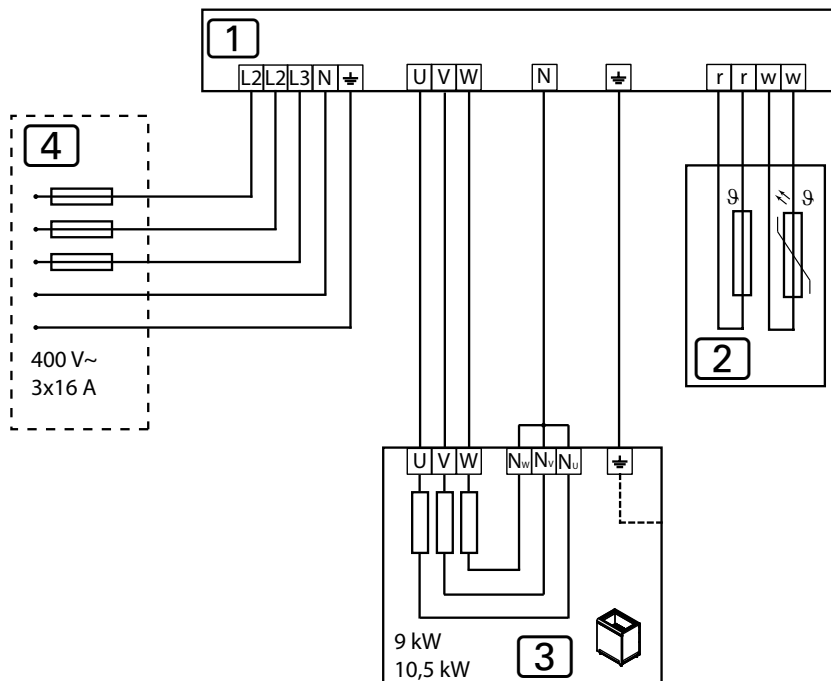 1
L2 L2 L3 N ⏚ U V W N ⏚ r r w w
4
ϑ ϑ
400 V~
3x16 A
2
U V W Nw Nv Nu ⏚
9 kW
10,5 kW
3